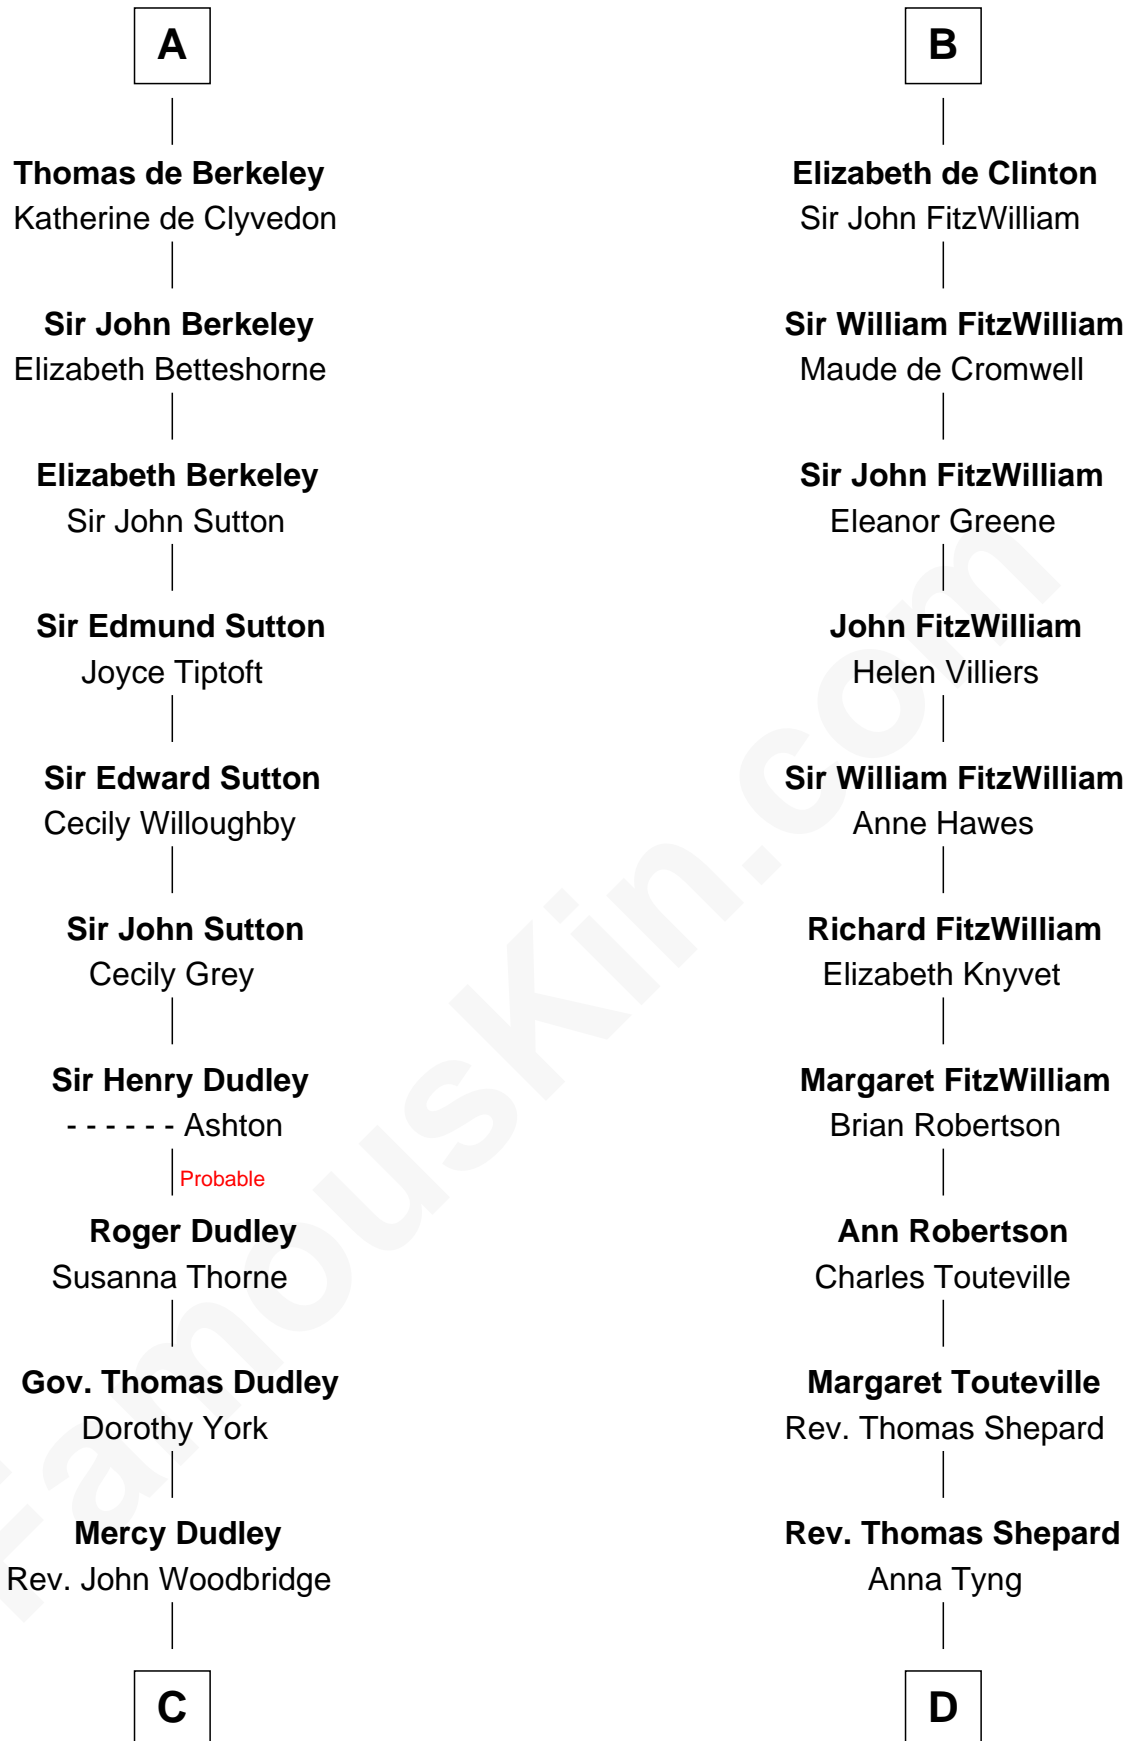 A
Thomas de Berkeley
Katherine de Clyvedon
Sir John Berkeley
Elizabeth Betteshorne
Elizabeth Berkeley
Sir John Sutton
Sir Edmund Sutton
Joyce Tiptoft
Sir Edward Sutton
Cecily Willoughby
Sir John Sutton
Cecily Grey
Sir Henry Dudley
- - - - - - Ashton
Probable
Roger Dudley
Susanna Thorne
Gov. Thomas Dudley
Dorothy York
Mercy Dudley
Rev. John Woodbridge
C
B
Elizabeth de Clinton
Sir John FitzWilliam
Sir William FitzWilliam
Maude de Cromwell
Sir John FitzWilliam
Eleanor Greene
John FitzWilliam
Helen Villiers
Sir William FitzWilliam
Anne Hawes
Richard FitzWilliam
Elizabeth Knyvet
Margaret FitzWilliam
Brian Robertson
Ann Robertson
Charles Touteville
Margaret Touteville
Rev. Thomas Shepard
Rev. Thomas Shepard
Anna Tyng
D
FamousKin.com